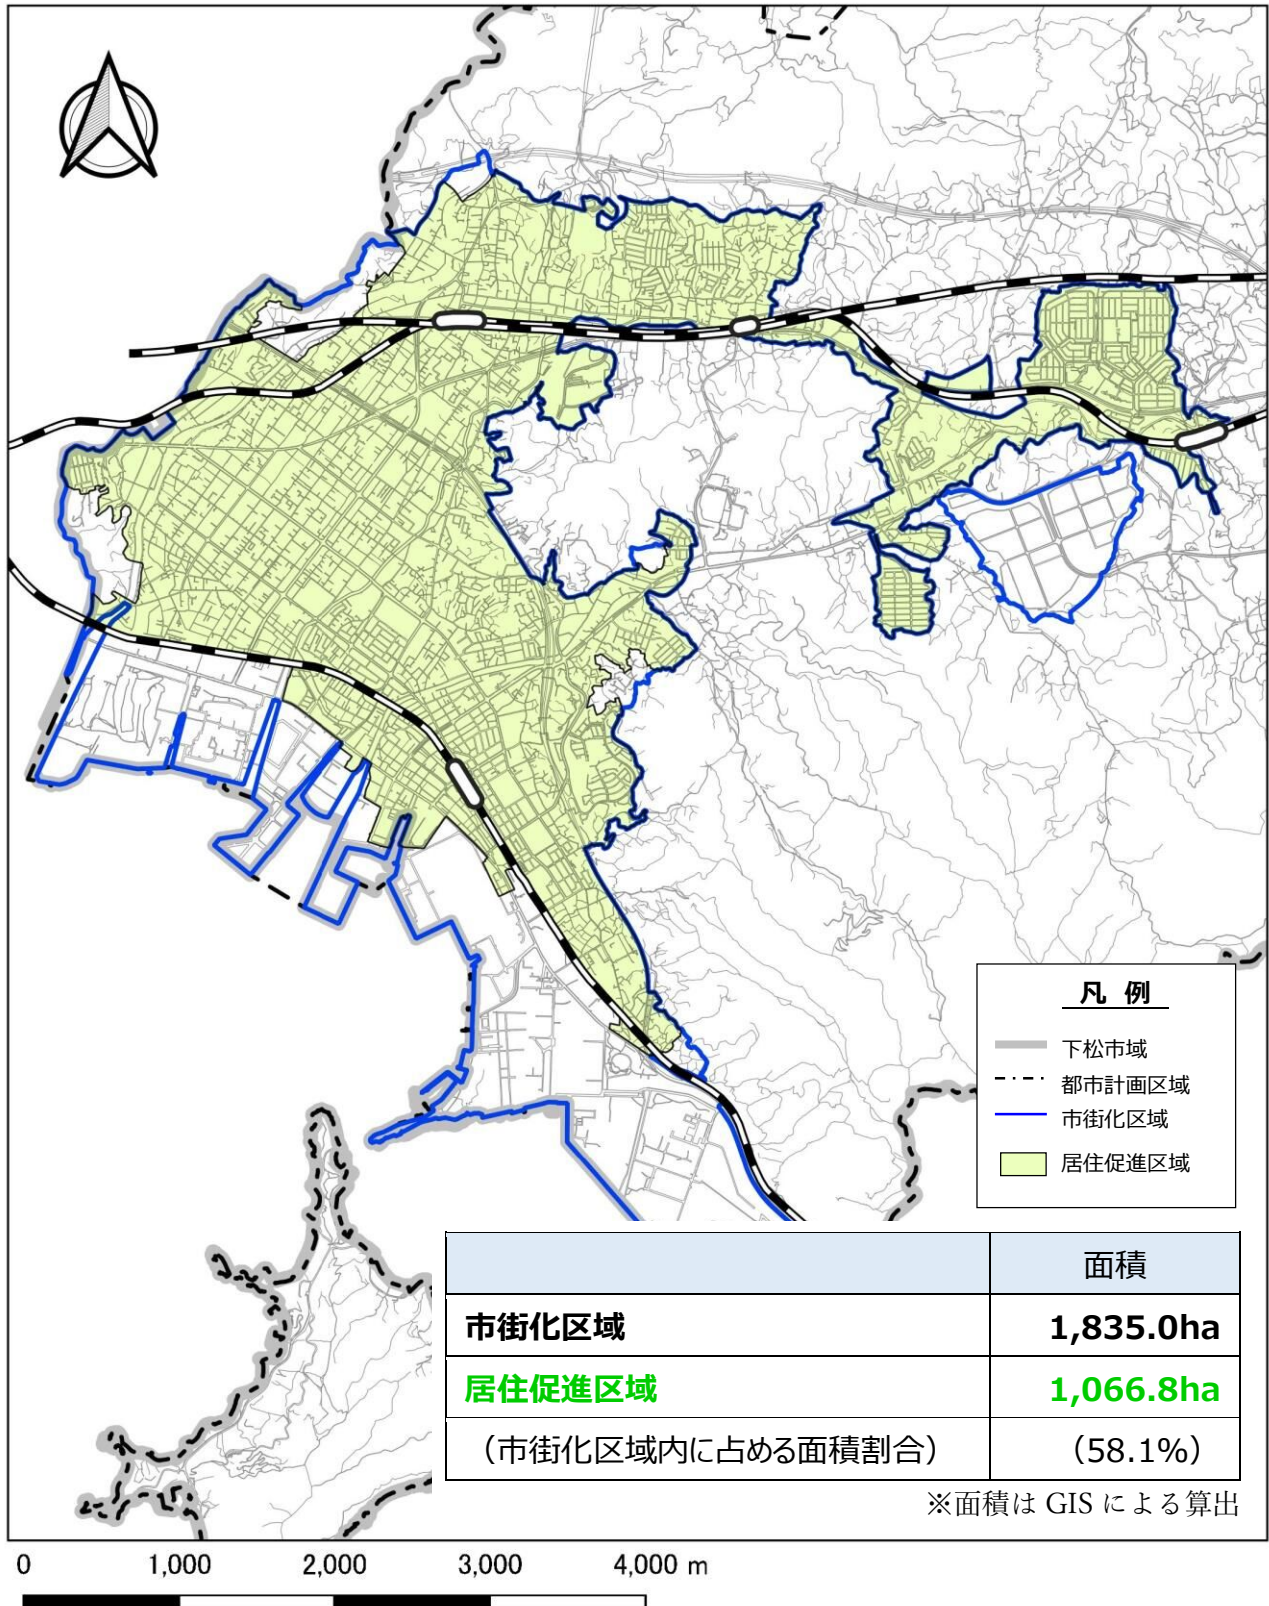 凡 例
下松市域
都市計画区域
市街化区域
居住促進区域
面積
市街化区域 1,835.0ha
居住促進区域 1,066.8ha
（市街化区域内に占める面積割合） （58.1%）
※面積は GIS による算出
0 1,000 2,000 3,000 4,000 m